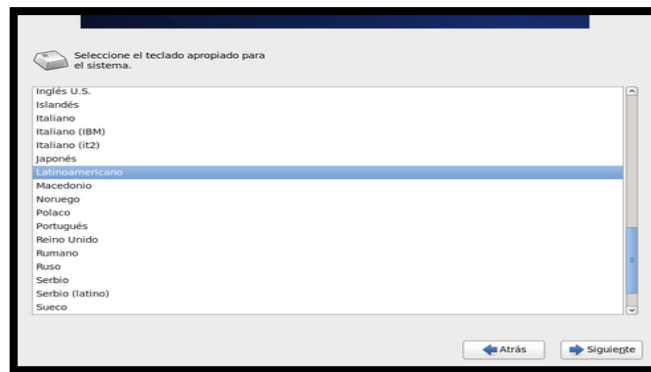 Seleccione el teclado apropiado para
el sistema.
Inglés U.S.
Islandés
Italiano
Italiano (IBM)
Italiano (it2)
Japonés
Latinoamericano
Macedonio
Noruego
Polaco
Portugués
Reino Unido
Rumano
Ruso
Serbio
Serbio (latino)
Sueco
Atrás
Siguiente